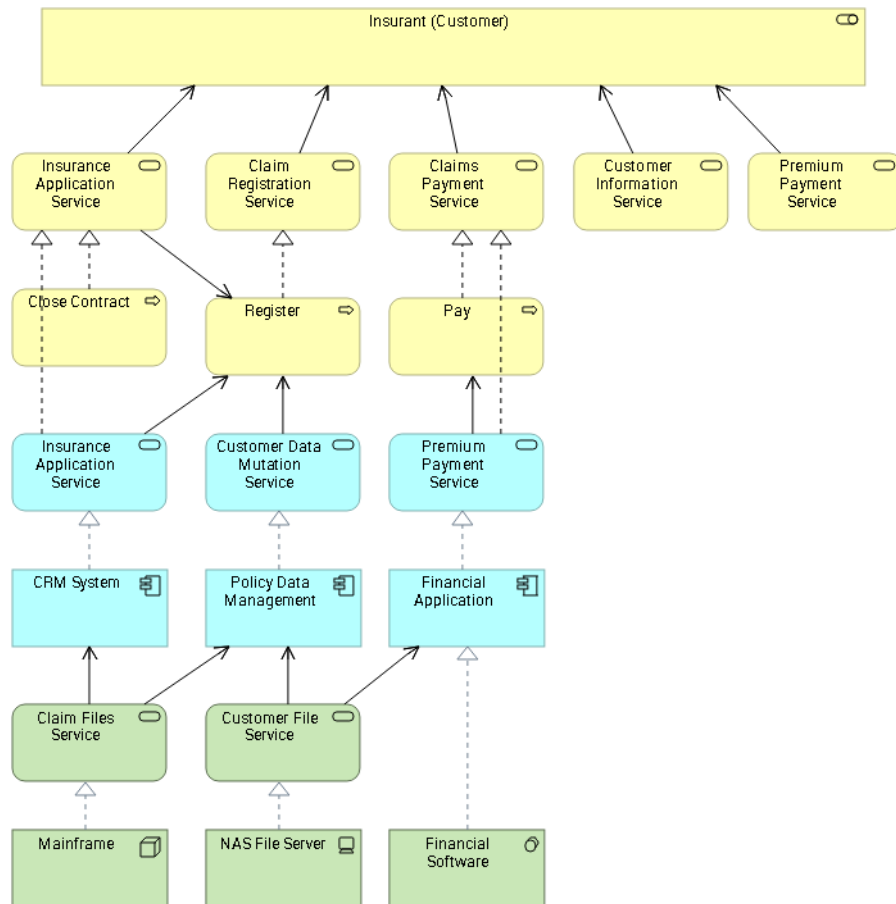 Insurant (Customer)
Insurance
Application
Service
Claim
Registration
Service
Claims
Payment Service
Customer
Information
Service
Premium
Payment
Service
Close Contract
Register
Pay
Insurance
Application
Service
Customer Data
Mutation
Service
Premium
Payment
Service
CRM System
Policy Data
Management
Financial
Application
Claim Files
Service
Customer File
Service
Mainframe
NAS File Server
Financial
Software